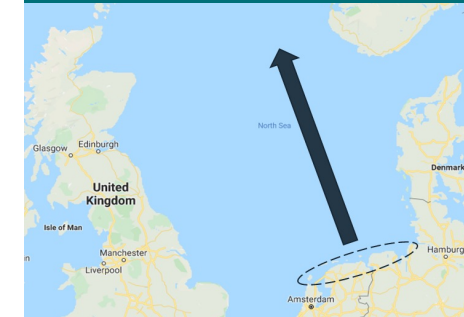 North Sea
Glasgow
Edinburgh
Denmark
United
Kingdom
Isle of Man
Manchester
Liverpool
Hamburg
Amsterdam
n